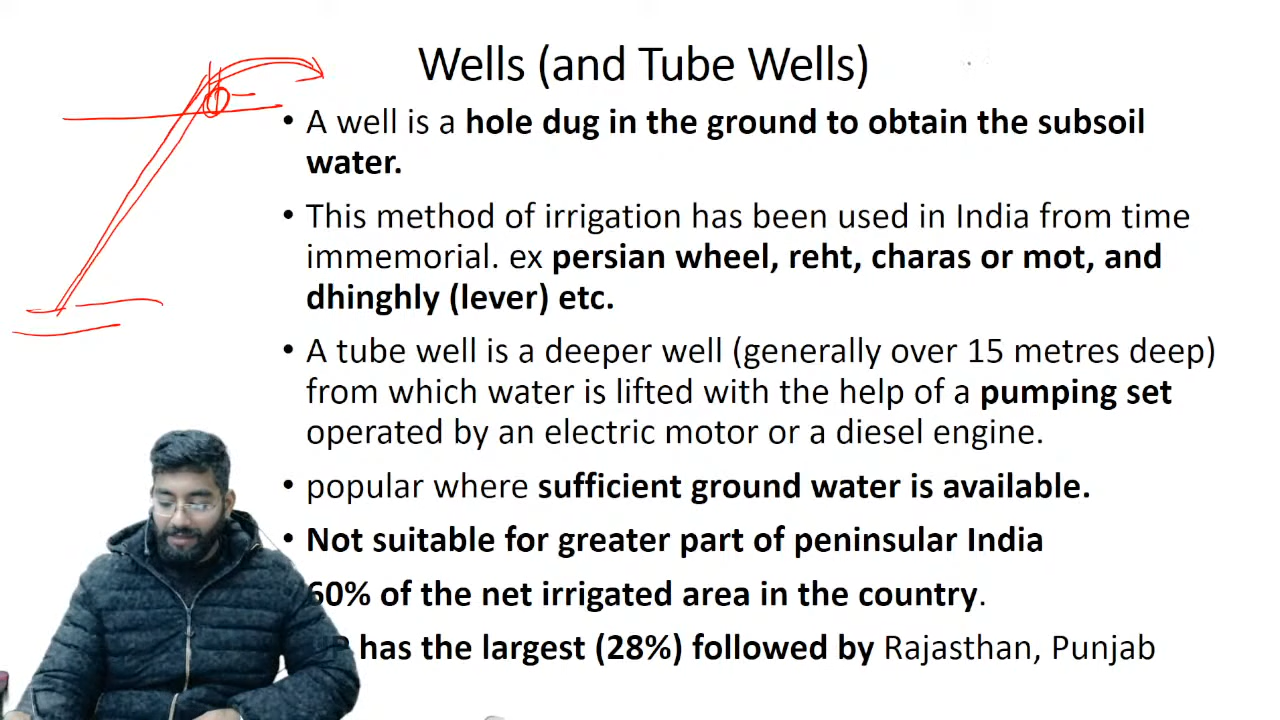 Wells (and Tube Wells)
• A well is a hole dug in the ground to obtain the subsoil
water.
• This method of irrigation has been used in India from time
immemorial. ex persian wheel, reht, charas or mot, and
dhinghly (lever) etc.
• A tube well is a deeper well (generally over 15 metres deep)
from which water is lifted with the help of a pumping set
operated by an electric motor or a diesel engine.
• popular where sufficient ground water is available.
• Not suitable for greater part of peninsular India
60% of the net irrigated area in the country.
has the largest (28%) followed by Rajasthan, Punjab